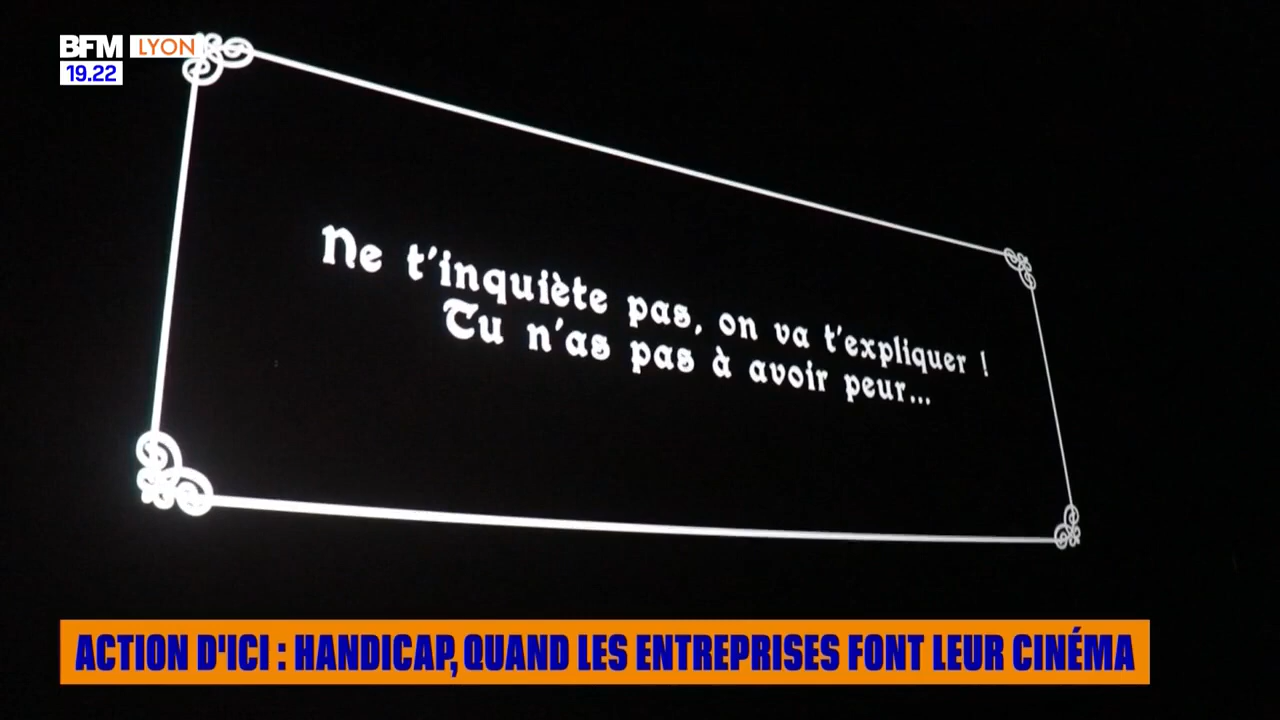 BFM LYON
19.22
Ne t'inquiète pas, on va t'expliquer !
Tu n'as pas à avoir peur...
ACTION D'ICI : HANDICAP, QUAND LES ENTREPRISES FONT LEUR CINÉMA